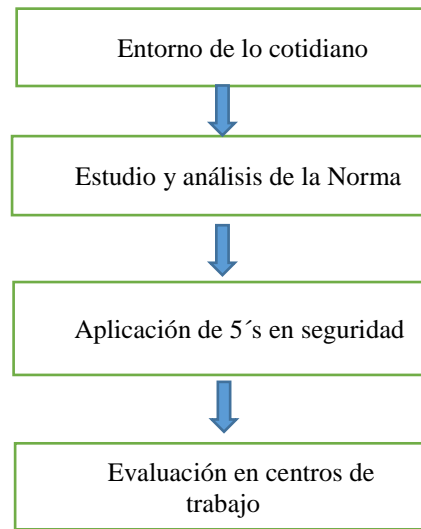 Entorno de lo cotidiano
Estudio y análisis de la Norma
Aplicación de 5´s en seguridad
Evaluación en centros de
trabajo